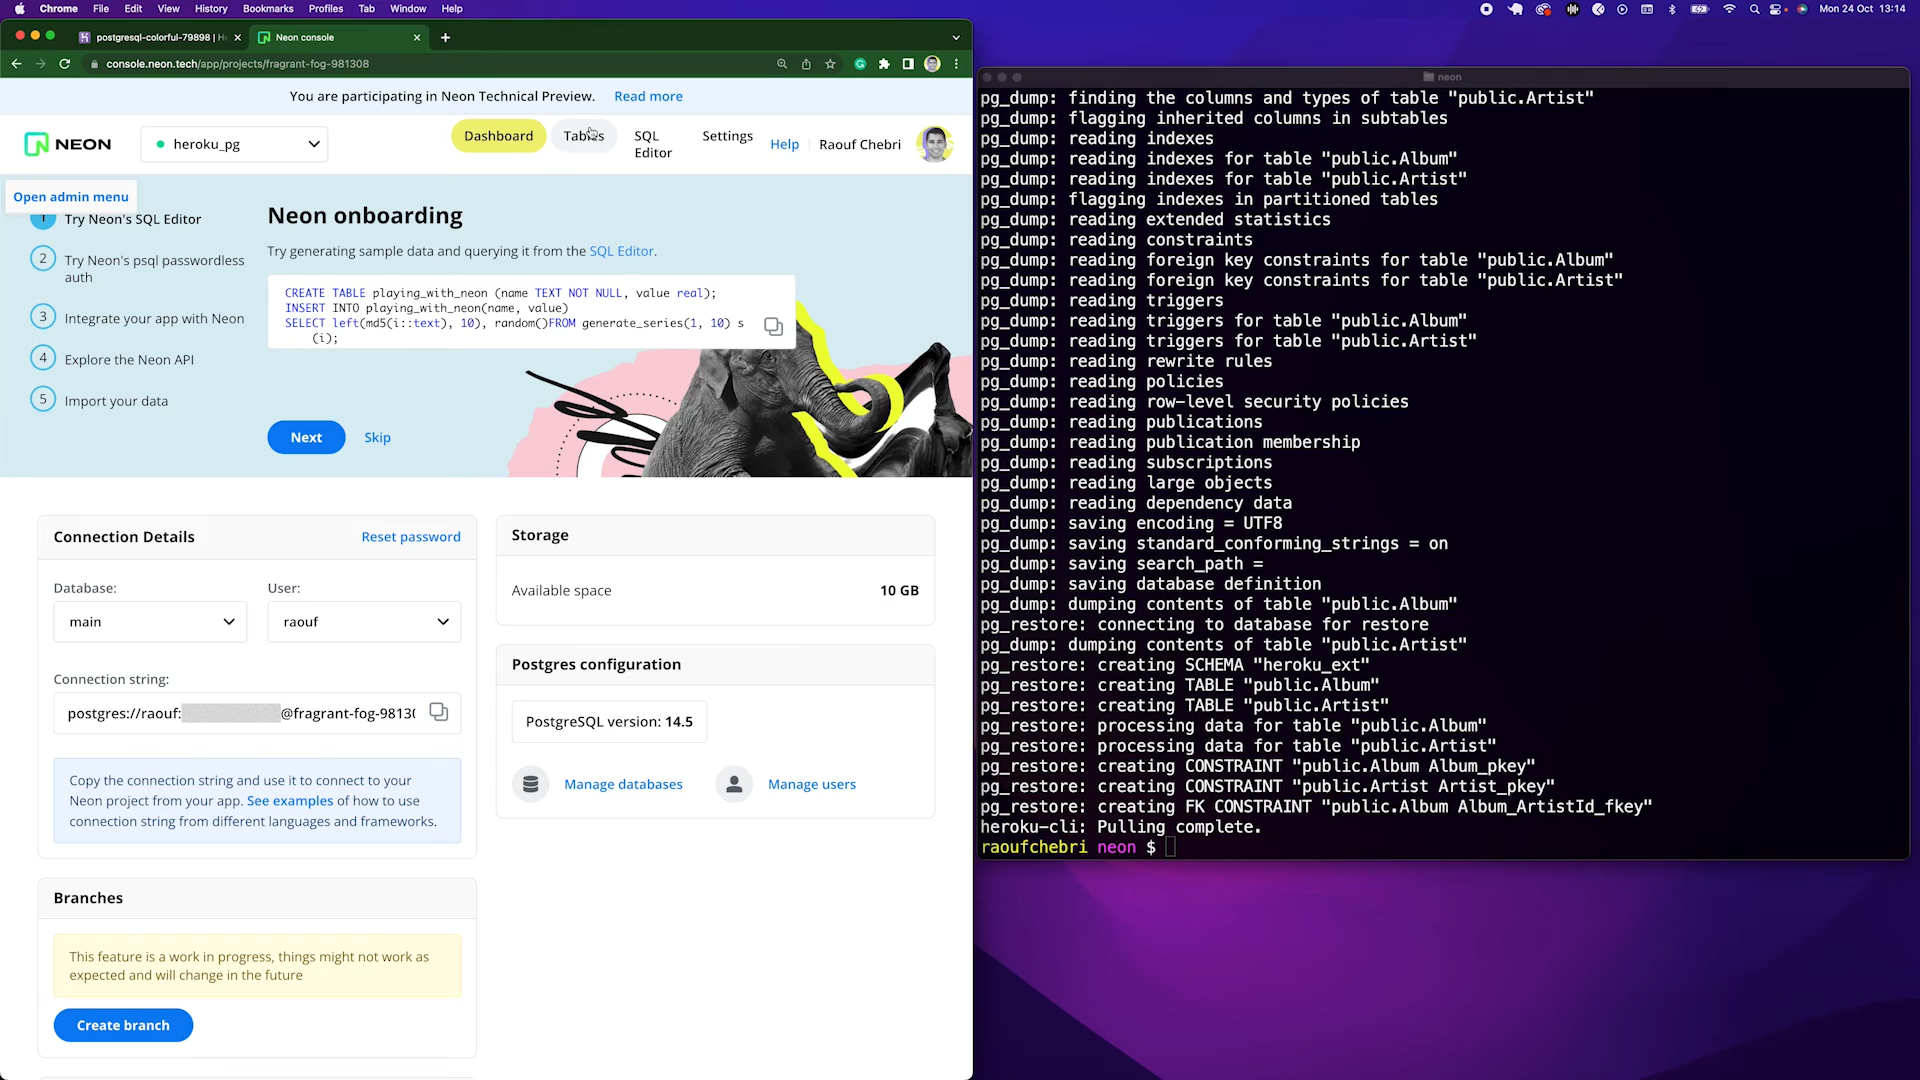 Chrome File Edit View History Bookmarks Profiles Tab Window Help
Mon 24 Oct 13:14
postgresql-colorful-79898 | H
Neon console
console.neon.tech/app/projects/fragrant-fog-981308
You are participating in Neon Technical Preview. Read more
NEON
heroku_pg
Dashboard
Tables
SQL
Editor
Settings
Help
Raouf Chebri
Open admin menu
1 Try Neon's SQL Editor
2 Try Neon's psql passwordless
auth
3 Integrate your app with Neon
4 Explore the Neon API
5 Import your data
Neon onboarding
Try generating sample data and querying it from the SQL Editor.
CREATE TABLE playing_with_neon (name TEXT NOT NULL, value real);
INSERT INTO playing_with_neon(name, value)
SELECT left(md5(i::text), 10), random()FROM generate_series(1, 10) s
(i);
Next
Skip
Connection Details
Reset password
Database:
User:
main
raouf
Connection string:
postgres://raouf: @fragrant-fog-9813
Copy the connection string and use it to connect to your
Neon project from your app. See examples of how to use
connection string from different languages and frameworks.
Branches
This feature is a work in progress, things might not work as
expected and will change in the future
Create branch
Storage
Available space
10 GB
Postgres configuration
PostgreSQL version: 14.5
Manage databases
Manage users
neon
pg_dump: finding the columns and types of table "public.Artist"
pg_dump: flagging inherited columns in subtables
pg_dump: reading indexes
pg_dump: reading indexes for table "public.Album"
pg_dump: reading indexes for table "public.Artist"
pg_dump: flagging indexes in partitioned tables
pg_dump: reading extended statistics
pg_dump: reading constraints
pg_dump: reading foreign key constraints for table "public.Album"
pg_dump: reading foreign key constraints for table "public.Artist"
pg_dump: reading triggers
pg_dump: reading triggers for table "public.Album"
pg_dump: reading triggers for table "public.Artist"
pg_dump: reading rewrite rules
pg_dump: reading policies
pg_dump: reading row-level security policies
pg_dump: reading publications
pg_dump: reading publication membership
pg_dump: reading subscriptions
pg_dump: reading large objects
pg_dump: reading dependency data
pg_dump: saving encoding = UTF8
pg_dump: saving standard_conforming_strings = on
pg_dump: saving search_path =
pg_dump: saving database definition
pg_dump: dumping contents of table "public.Album"
pg_restore: connecting to database for restore
pg_dump: dumping contents of table "public.Artist"
pg_restore: creating SCHEMA "heroku_ext"
pg_restore: creating TABLE "public.Album"
pg_restore: creating TABLE "public.Artist"
pg_restore: processing data for table "public.Album"
pg_restore: processing data for table "public.Artist"
pg_restore: creating CONSTRAINT "public.Album Album_pkey"
pg_restore: creating CONSTRAINT "public.Artist Artist_pkey"
pg_restore: creating FK CONSTRAINT "public.Album Album_ArtistId_fkey"
heroku-cli: Pulling complete.
raoufchebri neon $